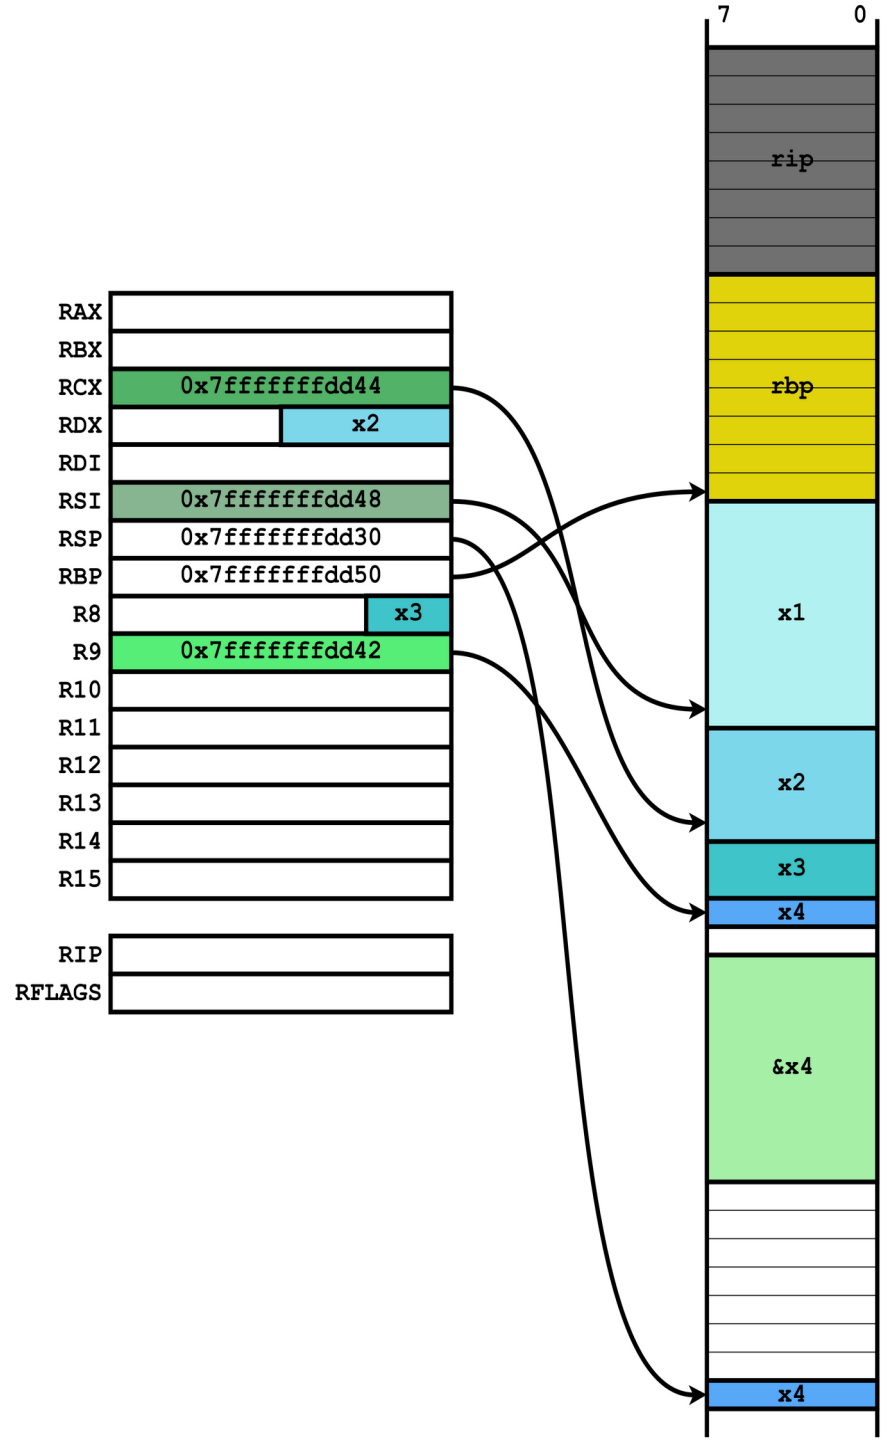 7 0
rip
rbp
x1
x2
x3
x4
&x4
x4
RAX
RBX
RCX 0x7fffffffdd44
RDX x2
RDI
RSI 0x7fffffffdd48
RSP 0x7fffffffdd30
RBP 0x7fffffffdd50
R8 x3
R9 0x7fffffffdd42
R10
R11
R12
R13
R14
R15
RIP
RFLAGS